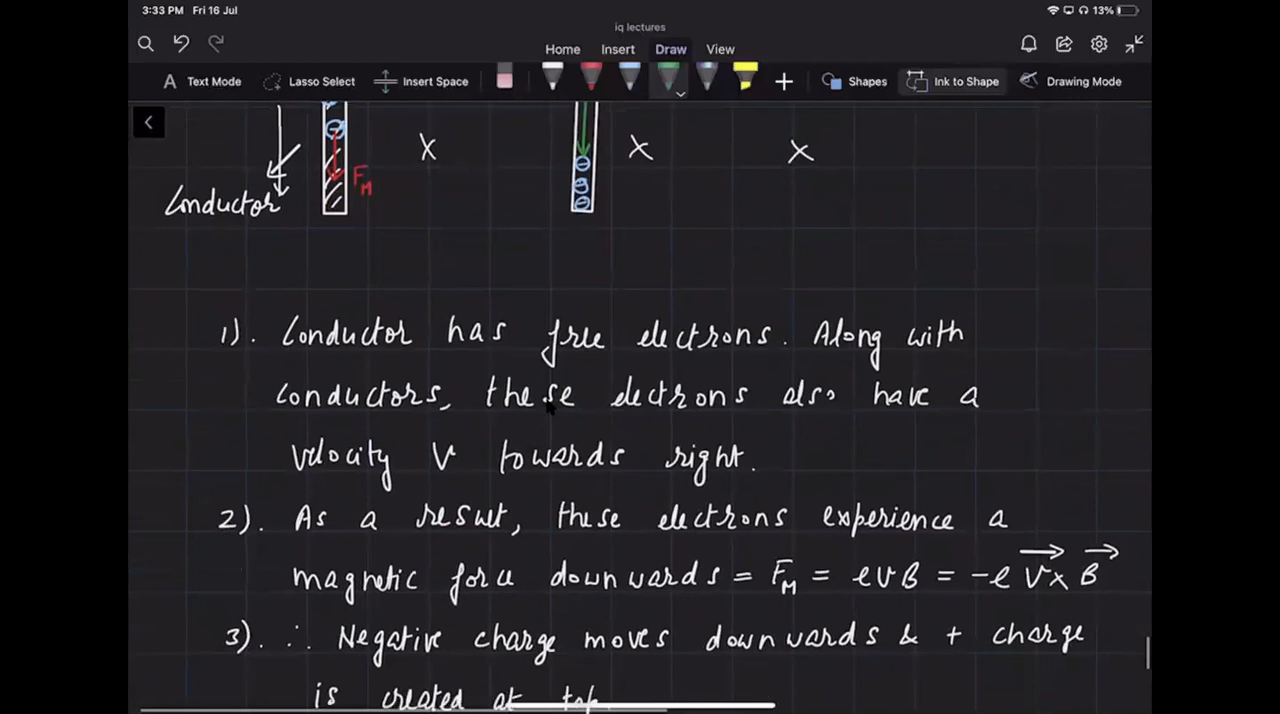 3:33 PM Fri 16 Jul
13%
iq lectures
Home Insert Draw View
Text Mode Lasso Select Insert Space Shapes Ink to Shape Drawing Mode
X X X
FM
Conductor
1). Conductor has free electrons. Along with
conductors, these electrons also have a
velocity V towards right.
2). As a result, these electrons experience a
magnetic force downwards = FM = eVB = -e V x B
3). ∴ Negative charge moves downwards & + charge
is created at top.